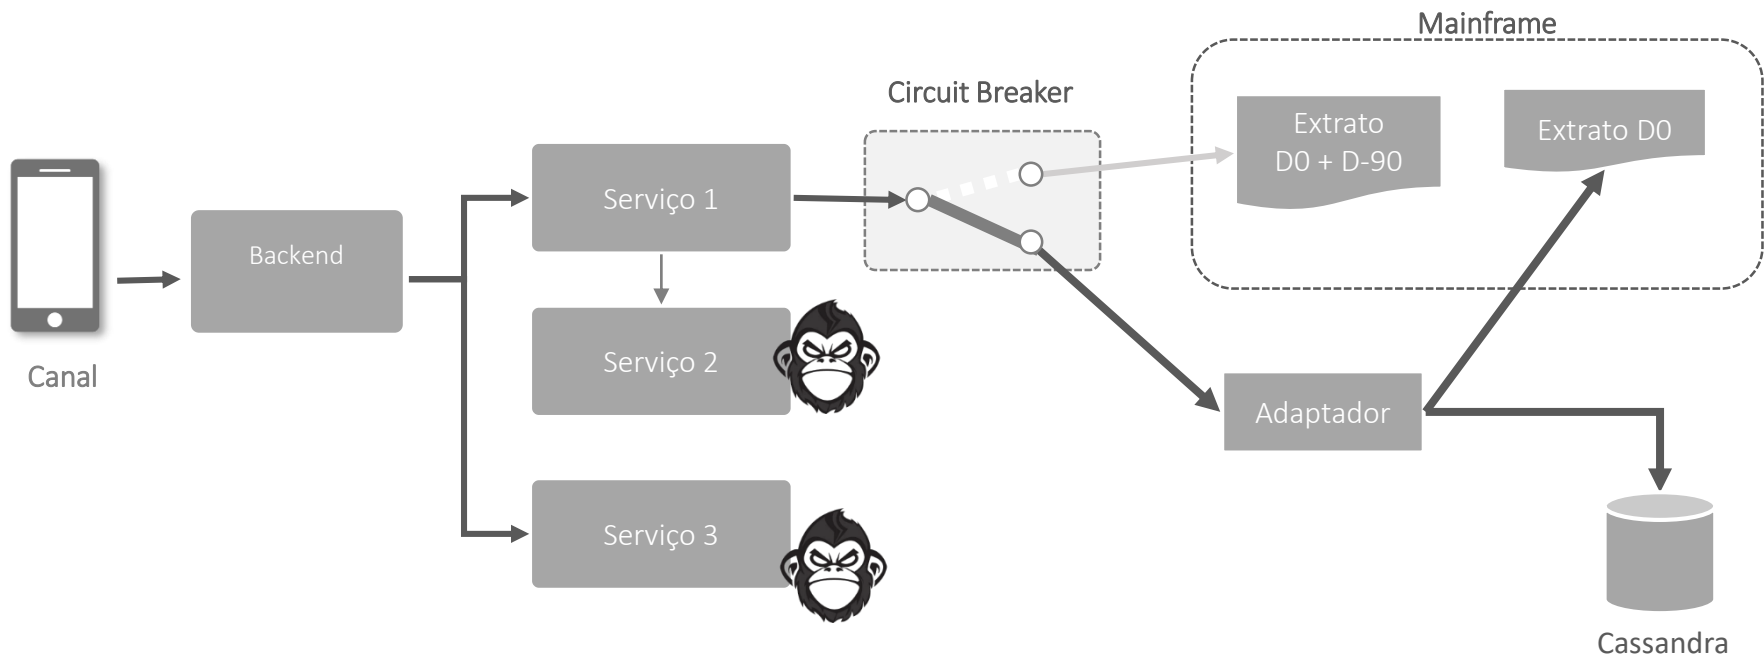 Mainframe
Circuit Breaker
Extrato
D0 + D-90
Extrato D0
Serviço 1
Backend
Serviço 2
Canal
Adaptador
Serviço 3
Cassandra